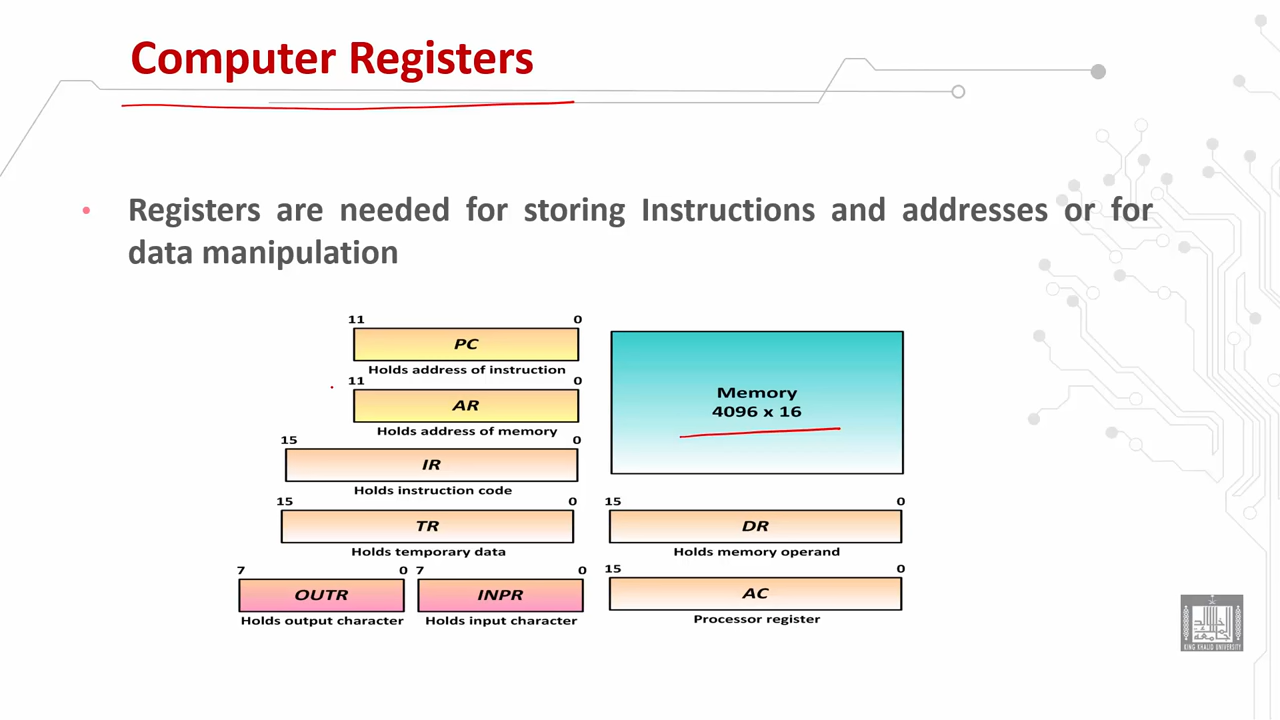 Computer Registers
• Registers are needed for storing Instructions and addresses or for
data manipulation
11 0
PC
Holds address of instruction
11 0
AR
Holds address of memory
15 0
IR
Holds instruction code
15 0
TR
Holds temporary data
7 0
OUTR
Holds output character
7 0
INPR
Holds input character
Memory
4096 x 16
15 0
DR
Holds memory operand
15 0
AC
Processor register
KING KHALID UNIVERSITY